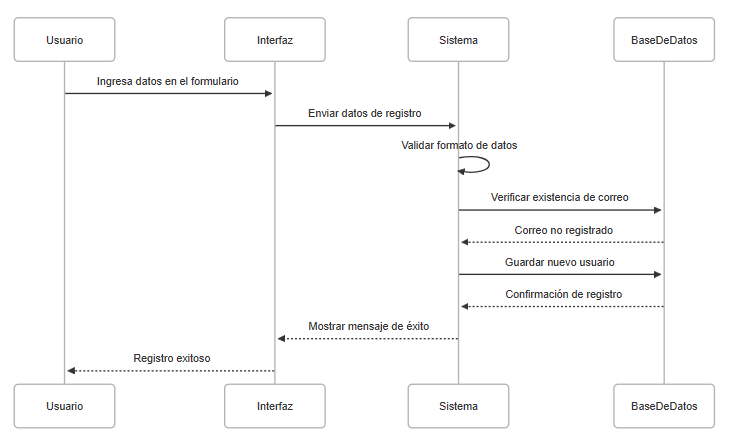 Usuario
Interfaz
Sistema
BaseDeDatos
Ingresa datos en el formulario
Enviar datos de registro
Validar formato de datos
Verificar existencia de correo
Correo no registrado
Guardar nuevo usuario
Confirmación de registro
Mostrar mensaje de éxito
Registro exitoso
Usuario
Interfaz
Sistema
BaseDeDatos